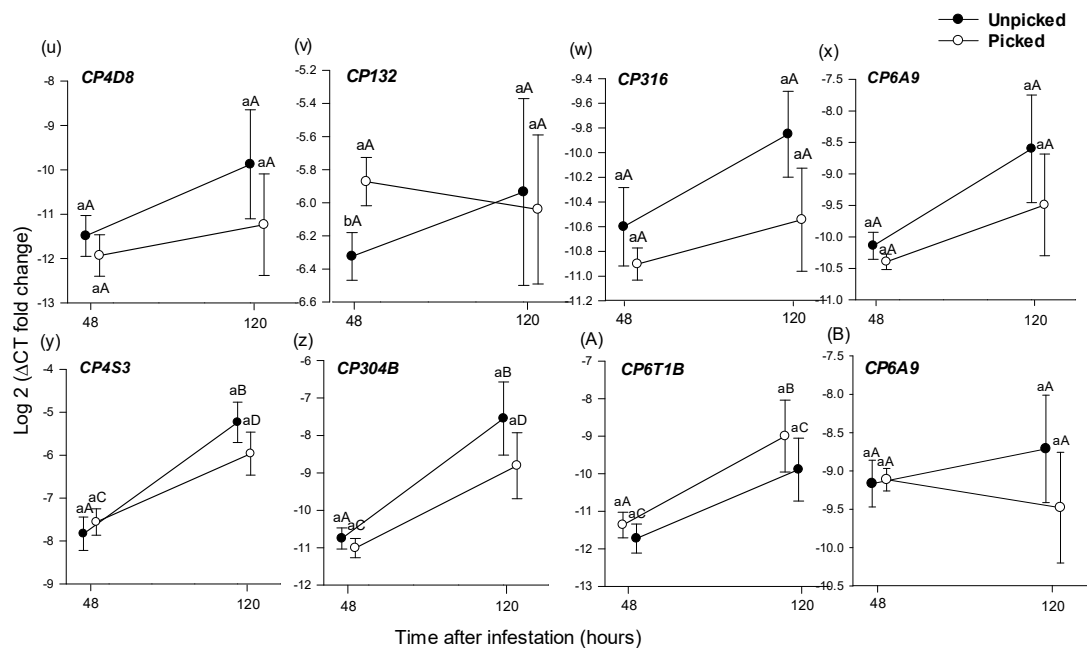 Unpicked
Picked
(u)
CP4D8
-8
-9
-10
-11
-12
-13
aA
aA
aA
aA
48
120
(v)
CP132
-5.2
-5.4
-5.6
-5.8
-6.0
-6.2
-6.4
-6.6
aA
bA
aA
aA
48
120
(w)
CP316
-9.4
-9.6
-9.8
-10.0
-10.2
-10.4
-10.6
-10.8
-11.0
-11.2
aA
aA
aA
aA
48
120
(x)
CP6A9
-7.5
-8.0
-8.5
-9.0
-9.5
-10.0
-10.5
-11.0
aA
aA
aA
aA
48
120
Log 2 (ΔCT fold change)
(y)
CP4S3
-4
-5
-6
-7
-8
-9
aA
aC
aB
aD
48
120
(z)
CP304B
-6
-7
-8
-9
-10
-11
-12
aA
aC
aB
aD
48
120
(A)
CP6T1B
-7
-8
-9
-10
-11
-12
-13
aA
aC
aB
aC
48
120
(B)
CP6A9
-7.5
-8.0
-8.5
-9.0
-9.5
-10.0
-10.5
aA
aA
aA
aA
48
120
Time after infestation (hours)